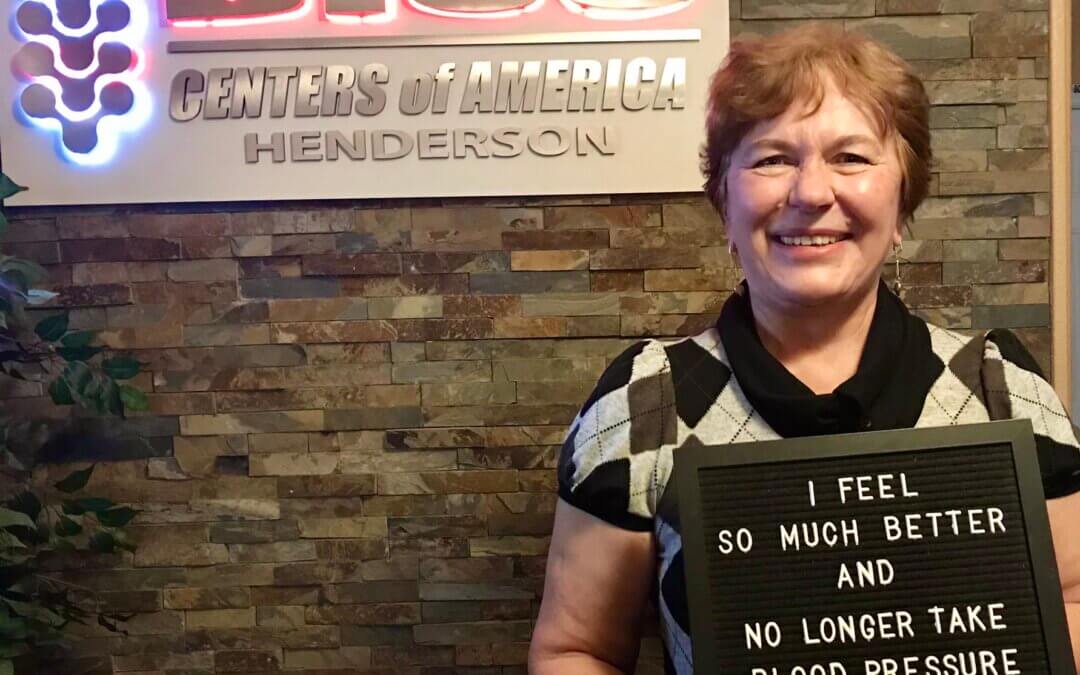 CENTERS of AMERICA
HENDERSON
I FEEL
SO MUCH BETTER
AND
NO LONGER TAKE
BLOOD PRESSURE